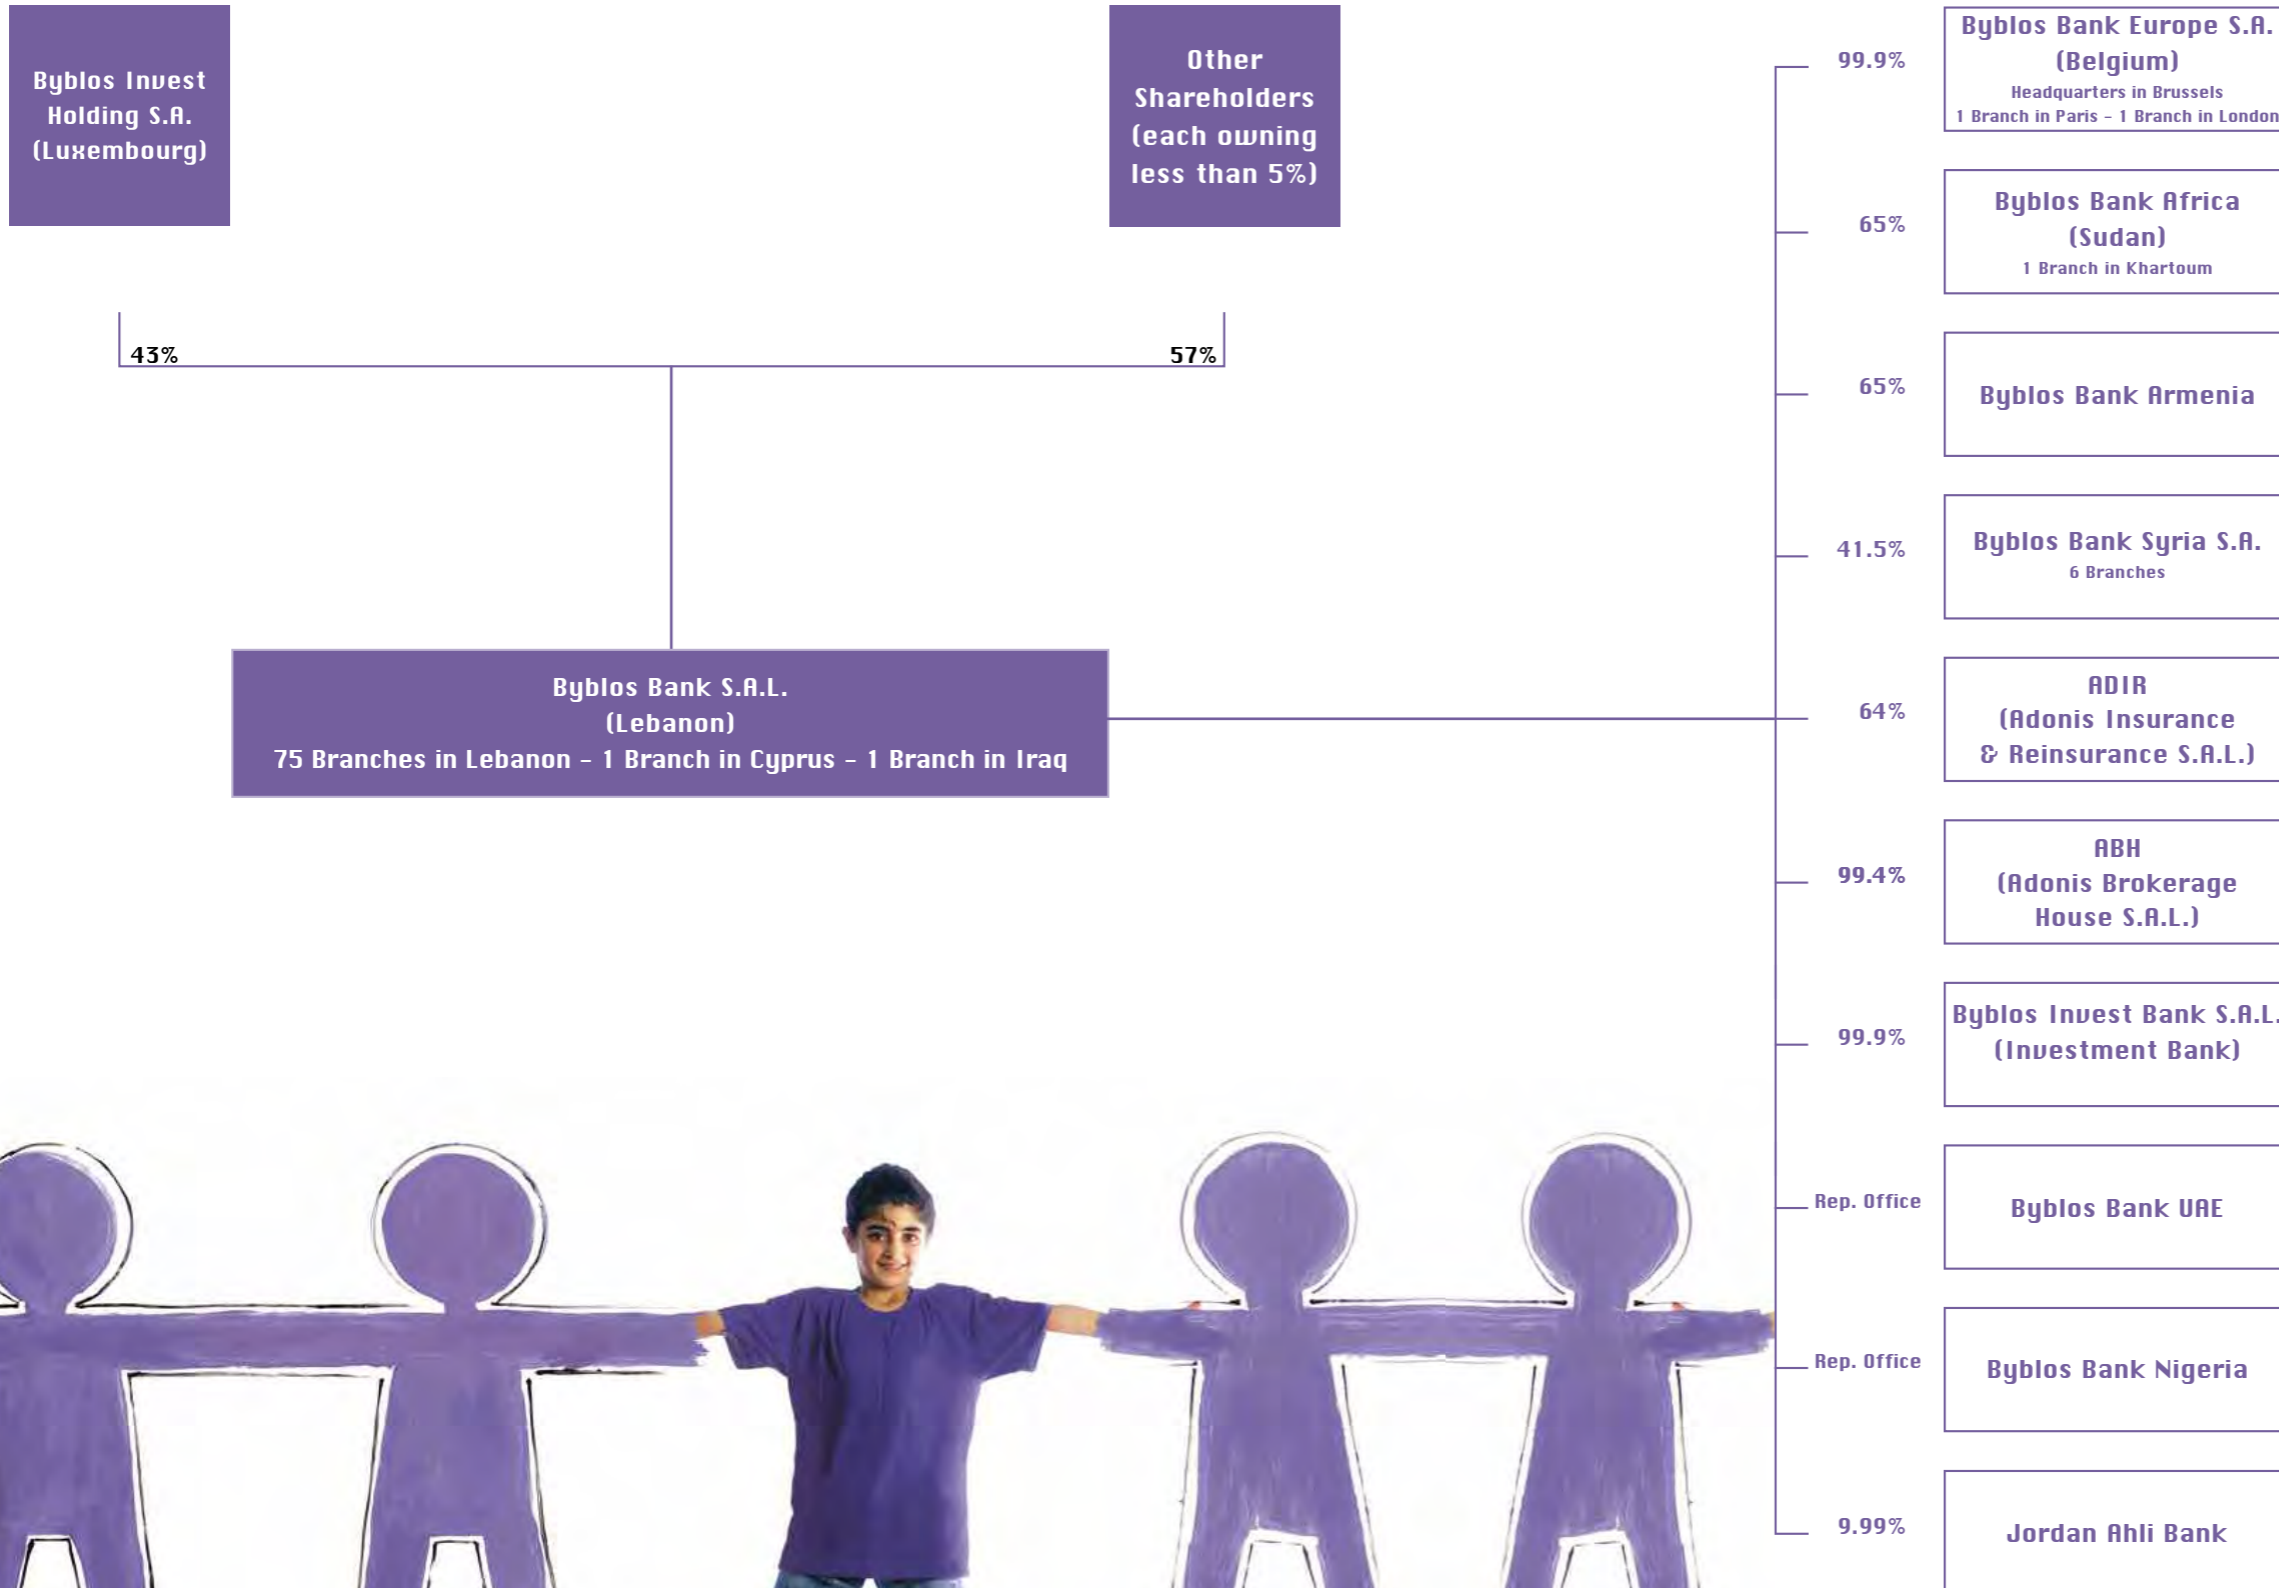 Byblos Invest
Holding S.A.
(Luxembourg)
Other
Shareholders
(each owning
less than 5%)
43%
57%
Byblos Bank S.A.L.
(Lebanon)
75 Branches in Lebanon - 1 Branch in Cyprus - 1 Branch in Iraq
99.9%
Byblos Bank Europe S.A.
(Belgium)
Headquarters in Brussels
1 Branch in Paris - 1 Branch in London
65%
Byblos Bank Africa
(Sudan)
1 Branch in Khartoum
65%
Byblos Bank Armenia
41.5%
Byblos Bank Syria S.A.
6 Branches
64%
ADIR
(Adonis Insurance
& Reinsurance S.A.L.)
99.4%
ABH
(Adonis Brokerage
House S.A.L.)
99.9%
Byblos Invest Bank S.A.L.
(Investment Bank)
Rep. Office
Byblos Bank UAE
Rep. Office
Byblos Bank Nigeria
9.99%
Jordan Ahli Bank